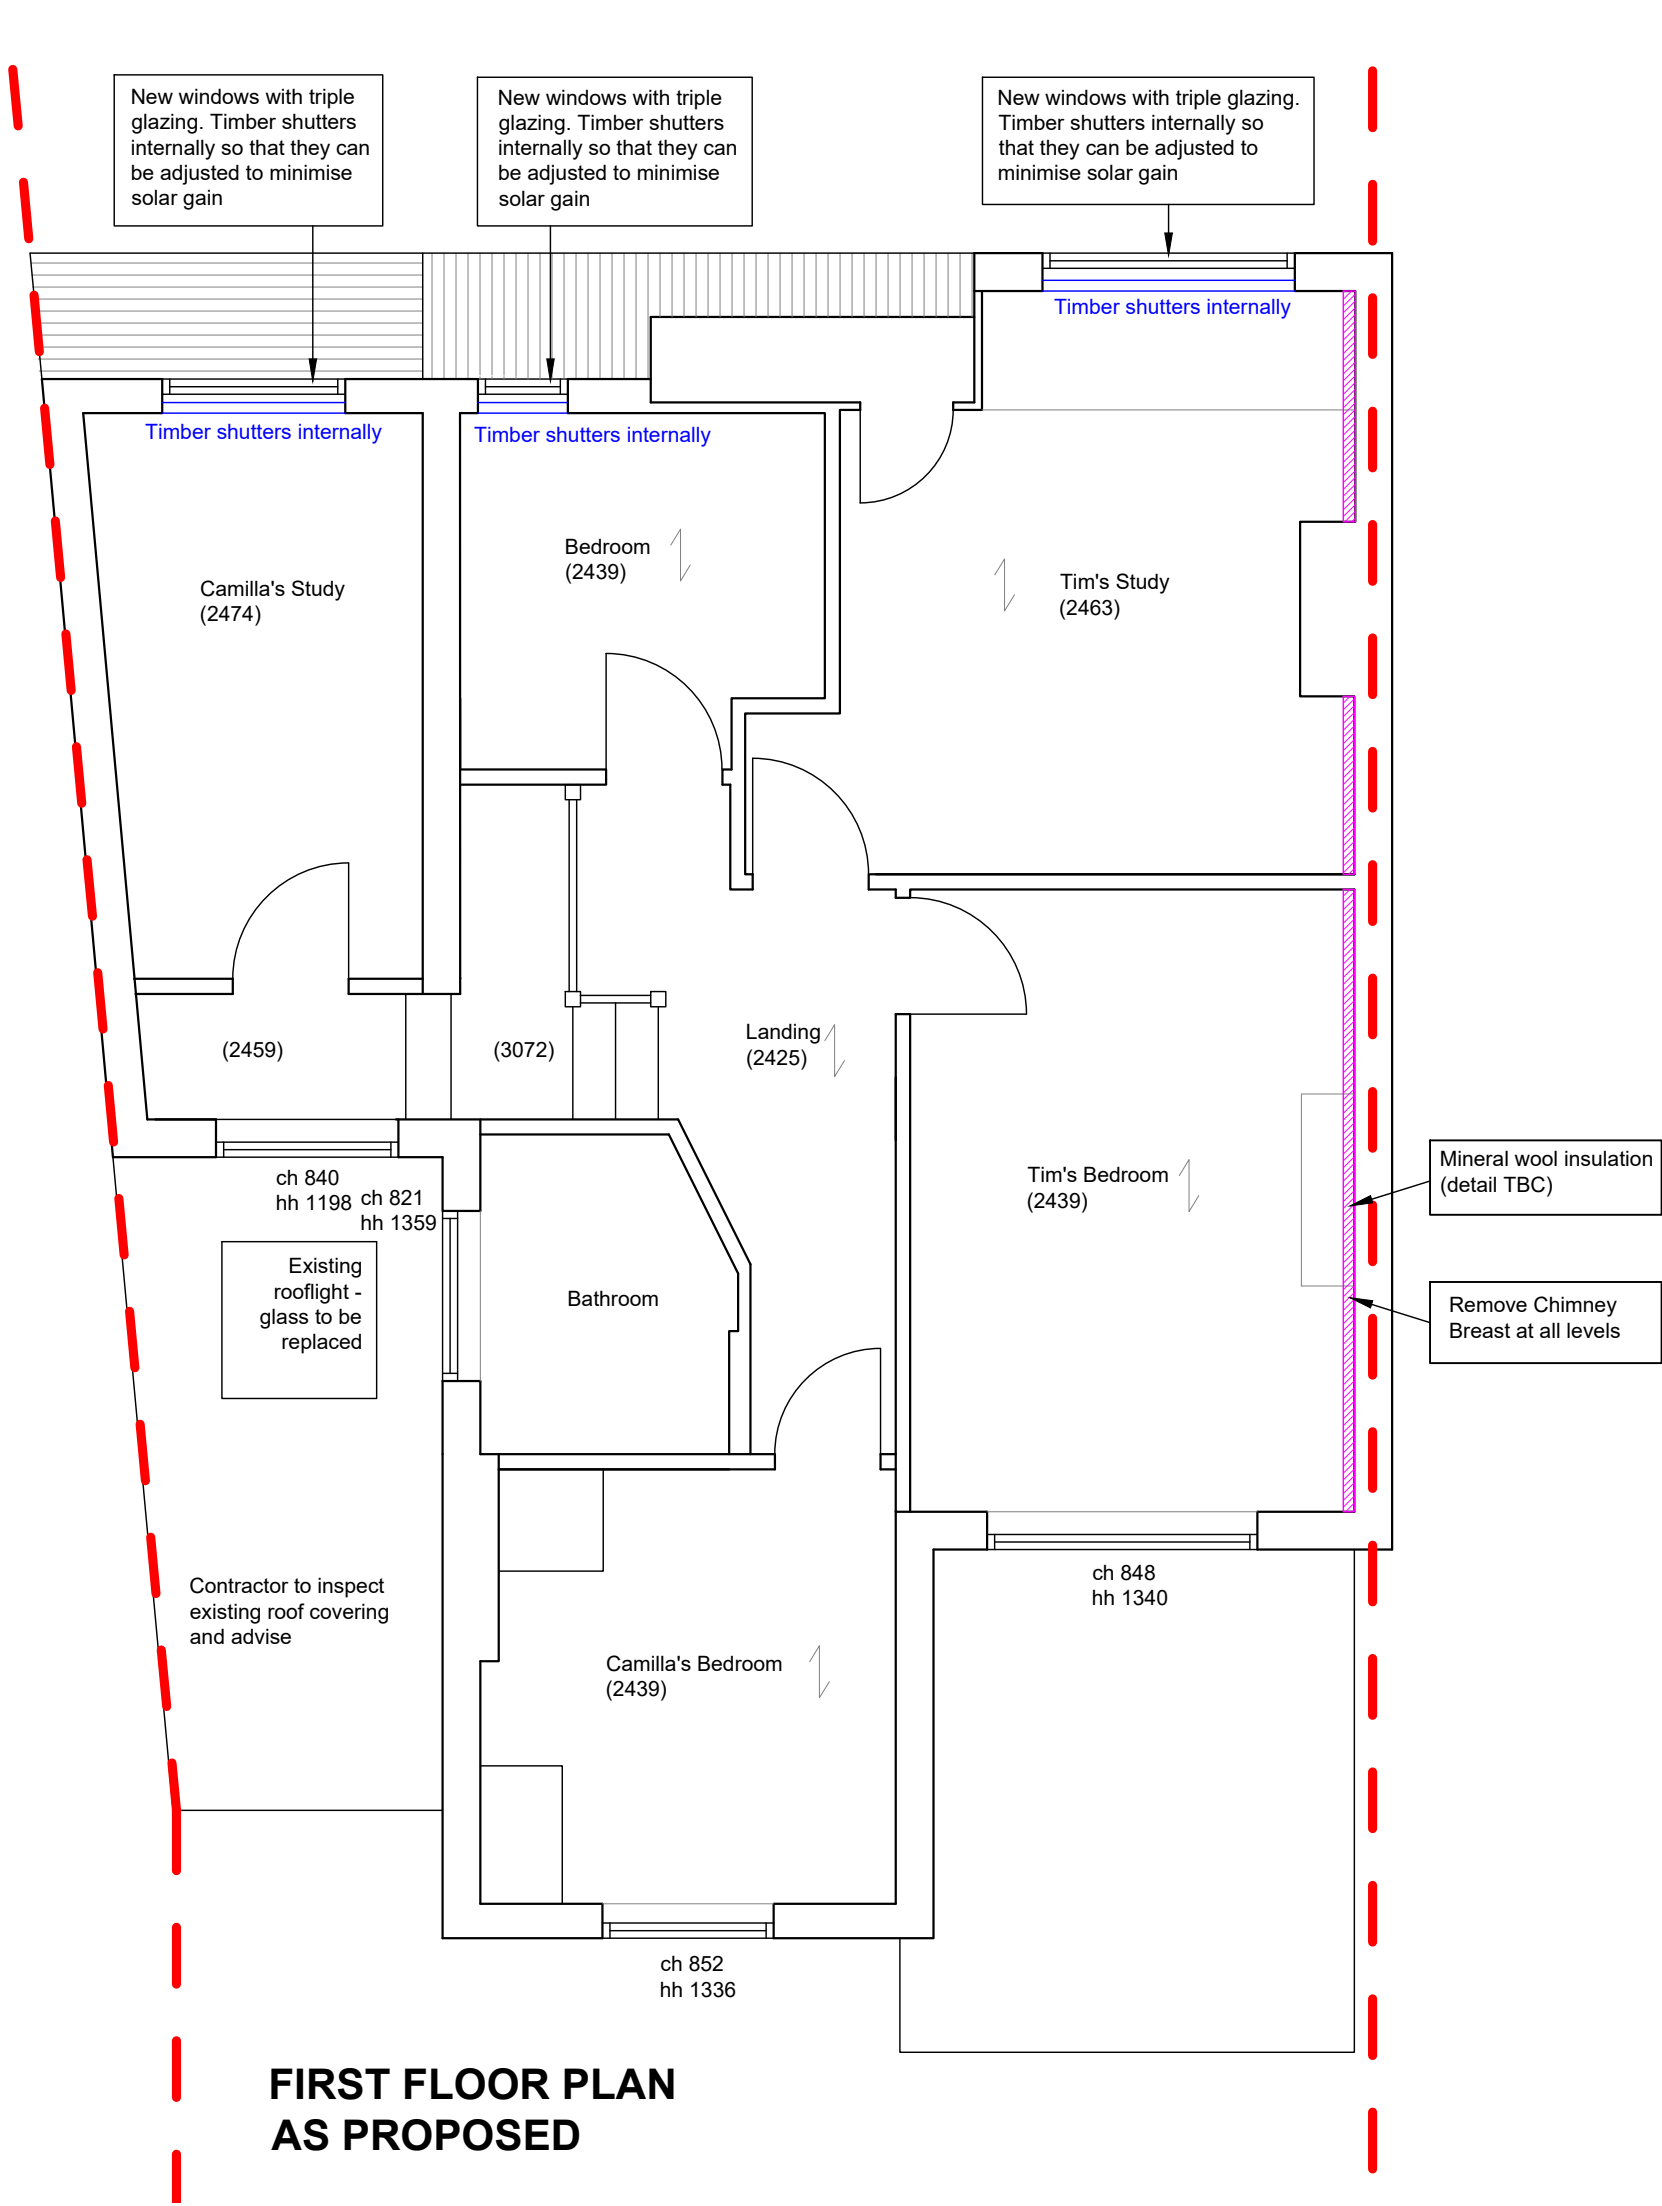 New windows with triple
glazing. Timber shutters
internally so that they can
be adjusted to minimise
solar gain
New windows with triple
glazing. Timber shutters
internally so that they can
be adjusted to minimise
solar gain
New windows with triple glazing.
Timber shutters internally so
that they can be adjusted to
minimise solar gain
Timber shutters internally
Timber shutters internally
Timber shutters internally
Bedroom
(2439)
Camilla's Study
(2474)
Tim's Study
(2463)
(2459)
(3072)
Landing
(2425)
Tim's Bedroom
(2439)
Mineral wool insulation
(detail TBC)
ch 840
hh 1198
ch 821
hh 1359
Existing
rooflight -
glass to be
replaced
Bathroom
Remove Chimney
Breast at all levels
Contractor to inspect
existing roof covering
and advise
ch 848
hh 1340
Camilla's Bedroom
(2439)
ch 852
hh 1336
FIRST FLOOR PLAN
AS PROPOSED